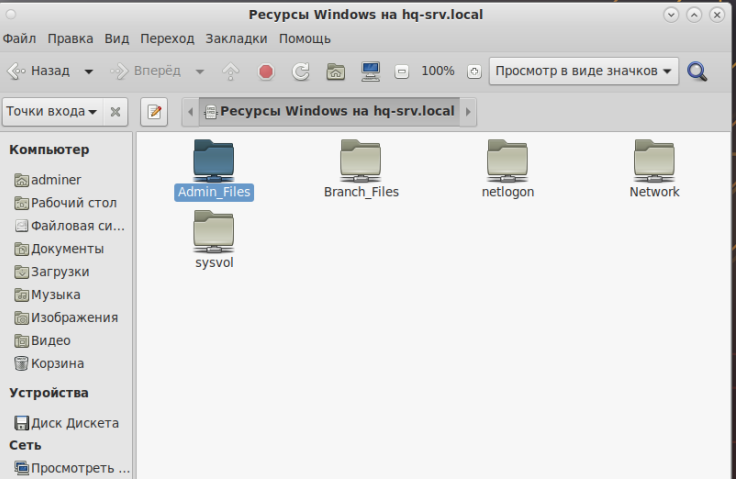 Ресурсы Windows на hq-srv.local
Файл Правка Вид Переход Закладки Помощь
Назад Вперёд 100% Просмотр в виде значков
Точки входа Ресурсы Windows на hq-srv.local
Компьютер
adminer
Рабочий стол
Файловая си...
Документы
Загрузки
Музыка
Изображения
Видео
Корзина
Устройства
Диск Дискета
Сеть
Просмотреть ...
Admin_Files Branch_Files netlogon Network
sysvol